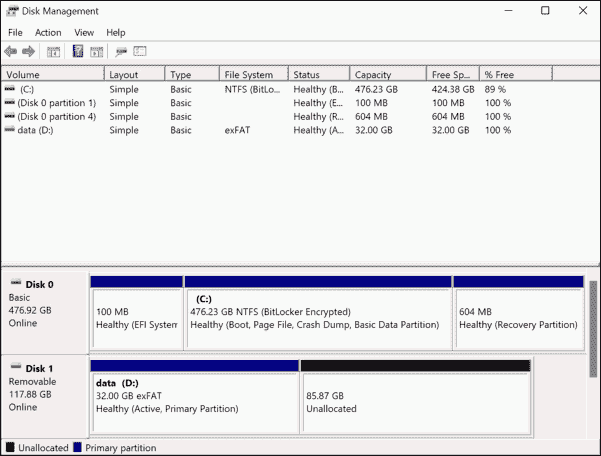 Disk Management
File Action View Help
Volume Layout Type File System Status Capacity Free Sp... % Free
(C:) Simple Basic NTFS (BitLo... Healthy (B... 476.23 GB 424.38 GB 89 %
(Disk 0 partition 1) Simple Basic Healthy (E... 100 MB 100 MB 100 %
(Disk 0 partition 4) Simple Basic Healthy (R... 604 MB 604 MB 100 %
data (D:) Simple Basic exFAT Healthy (A... 32.00 GB 32.00 GB 100 %
Disk 0
Basic
476.92 GB
Online
100 MB
Healthy (EFI System
(C:)
476.23 GB NTFS (BitLocker Encrypted)
Healthy (Boot, Page File, Crash Dump, Basic Data Partition)
604 MB
Healthy (Recovery Partition)
Disk 1
Removable
117.88 GB
Online
data (D:)
32.00 GB exFAT
Healthy (Active, Primary Partition)
85.87 GB
Unallocated
Unallocated Primary partition